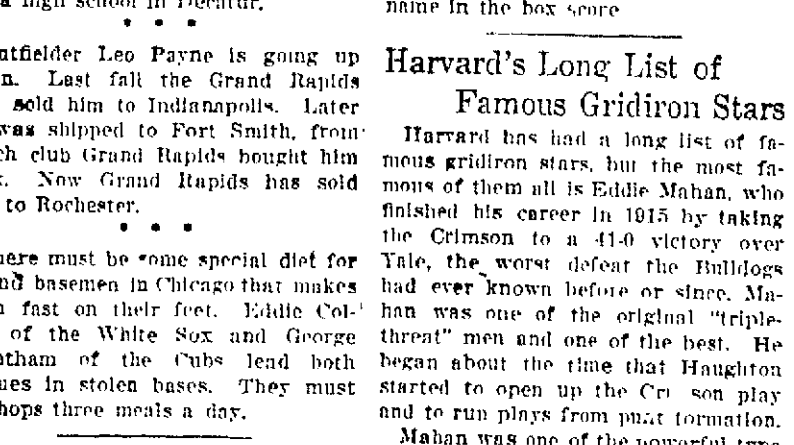 a high school in Decatur.
* * *
tfielder Leo Payne is going up
n. Last fall the Grand Rapids
sold him to Indianapolis. Later
was shipped to Fort Smith, from
ch club Grand Rapids bought him
Now Grand Rapids has sold
to Rochester.
* * *
here must be some special diet for
nd basemen in Chicago that makes
fast on their feet. Eddie Col-
of the White Sox and George
ntham of the Cubs lead both
ues in stolen bases. They must
hops three meals a day.
name in the box score
Harvard's Long List of
Famous Gridiron Stars
Harvard has had a long list of fa-
mous gridiron stars, but the most fa-
mous of them all is Eddie Mahan, who
finished his career in 1915 by taking
the Crimson to a 41-0 victory over
Yale, the worst defeat the Bulldogs
had ever known before or since. Ma-
han was one of the original "triple-
threat" men and one of the best. He
began about the time that Haughton
started to open up the Cri son play
and to run plays from punt formation.
Mahan was one of the powerful type